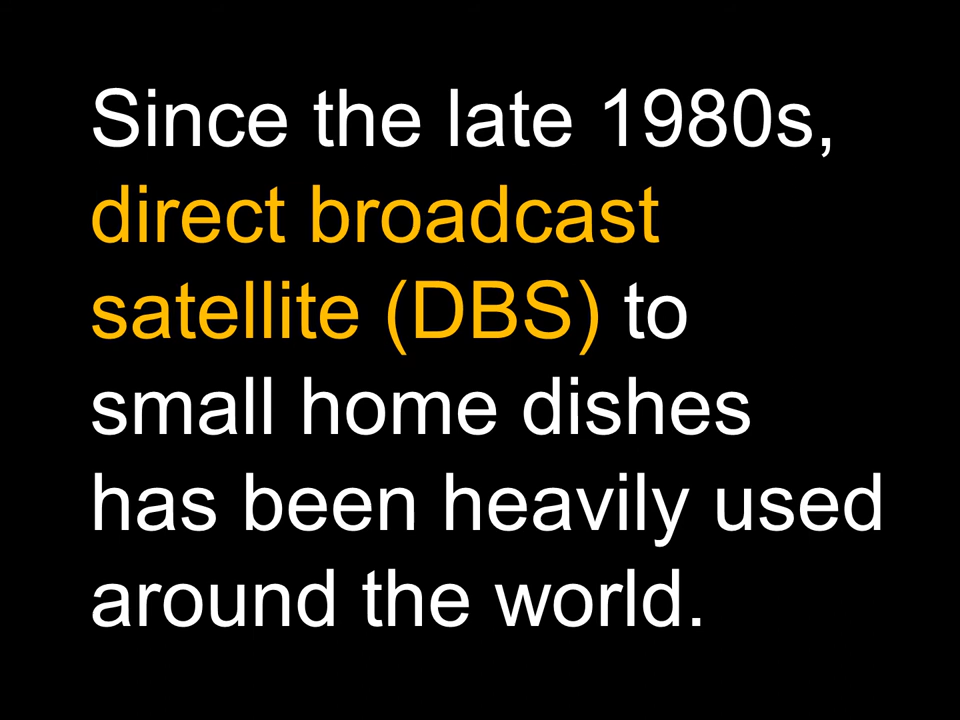 Since the late 1980s,
direct broadcast
satellite (DBS) to
small home dishes
has been heavily used
around the world.